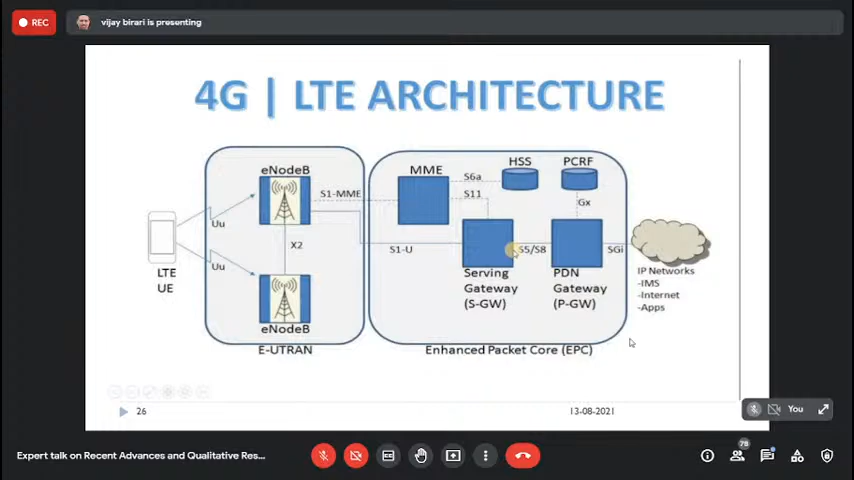 REC
vijay birari is presenting
4G | LTE ARCHITECTURE
eNodeB
MME
HSS
PCRF
S6a
S1-MME
S11
Gx
Uu
X2
S1-U
S5/S8
SGi
Uu
LTE
UE
Serving
Gateway
(S-GW)
PDN
Gateway
(P-GW)
IP Networks
-IMS
-Internet
-Apps
eNodeB
E-UTRAN
Enhanced Packet Core (EPC)
26
13-08-2021
You
78
Expert talk on Recent Advances and Qualitative Res...